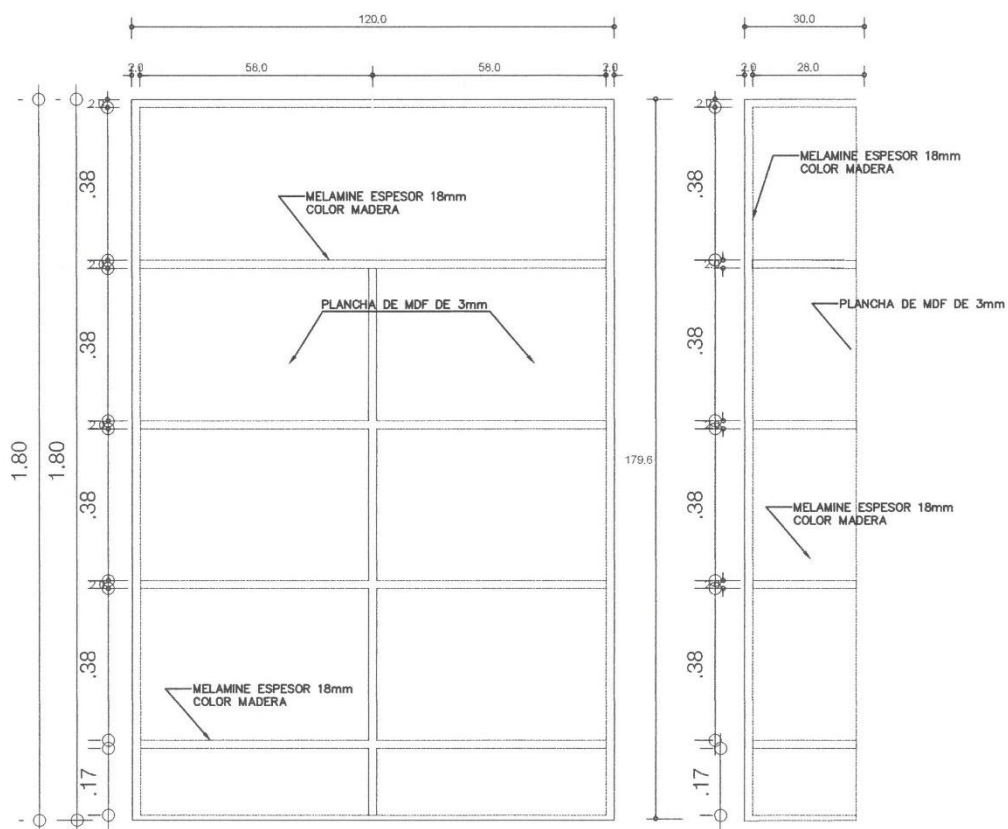 120.0
30.0
2.0
58.0
58.0
2.0
2.0
28.0
2.0
2.0
.38
.38
MELAMINE ESPESOR 18mm
COLOR MADERA
MELAMINE ESPESOR 18mm
COLOR MADERA
2.0
2.0
PLANCHA DE MDF DE 3mm
PLANCHA DE MDF DE 3mm
.38
.38
2.0
2.0
1.80
1.80
179.6
.38
.38
MELAMINE ESPESOR 18mm
COLOR MADERA
2.0
2.0
.38
.38
MELAMINE ESPESOR 18mm
COLOR MADERA
.17
.17